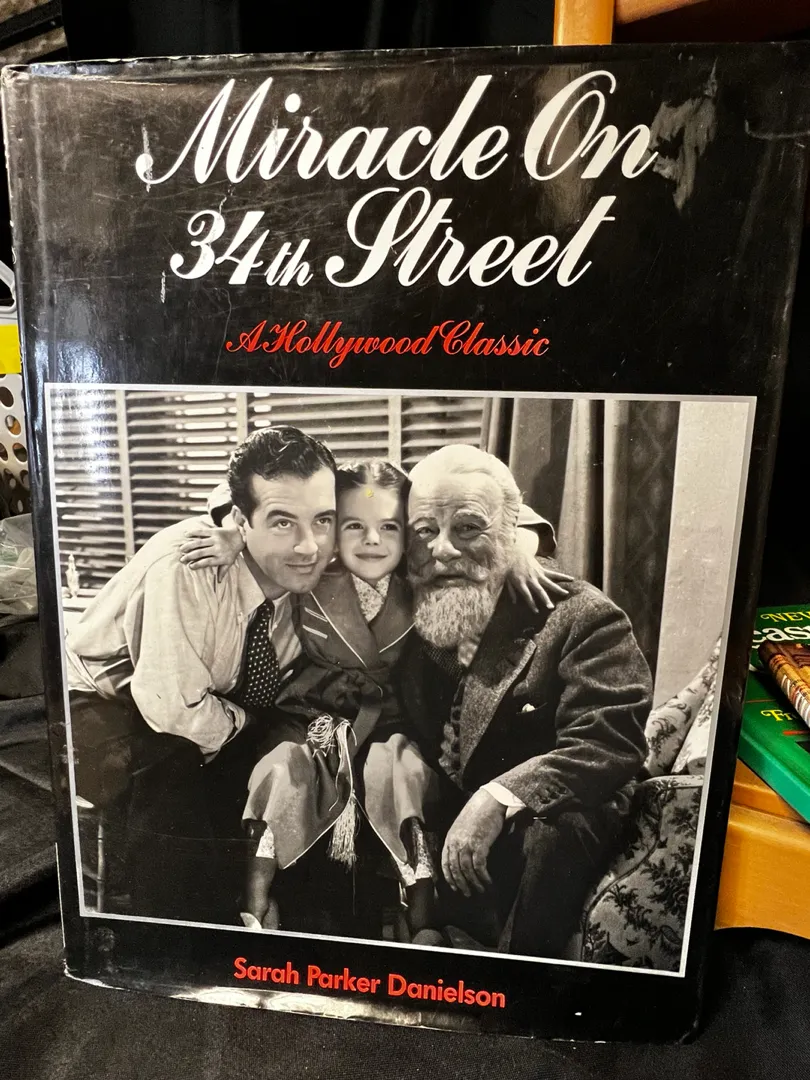 Miracle On
34th Street
A Hollywood Classic
Sarah Parker Danielson